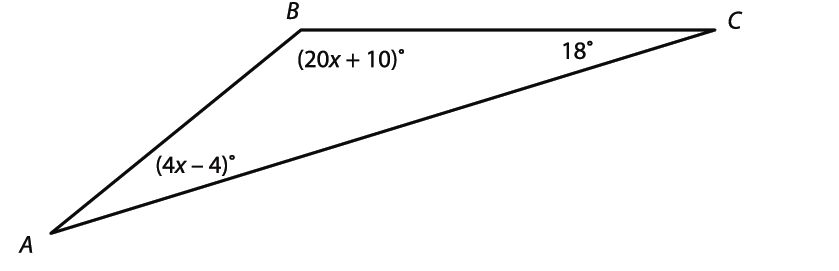 B
C
(20x + 10)˚
18˚
(4x – 4)˚
A